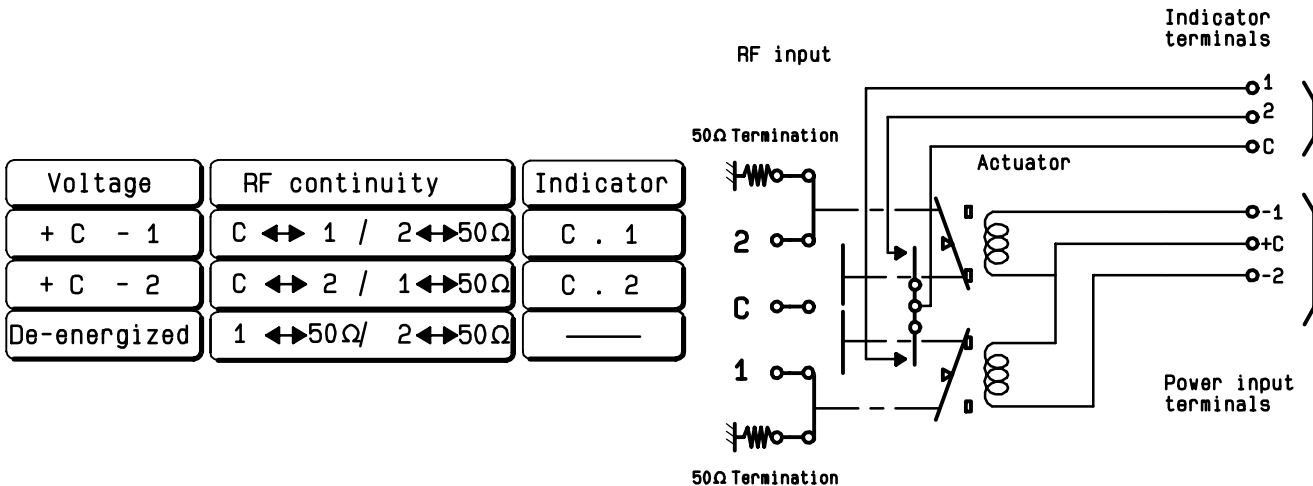 Voltage RF continuity Indicator
+ C - 1 C ◄► 1 / 2◄►50Ω C . 1
+ C - 2 C ◄► 2 / 1◄►50Ω C . 2
De-energized 1 ◄►50Ω/ 2◄►50Ω ———
Indicator
terminals
RF input
1
2
C
50Ω Termination
Actuator
2
C
1
-1
+C
-2
Power input
terminals
50Ω Termination